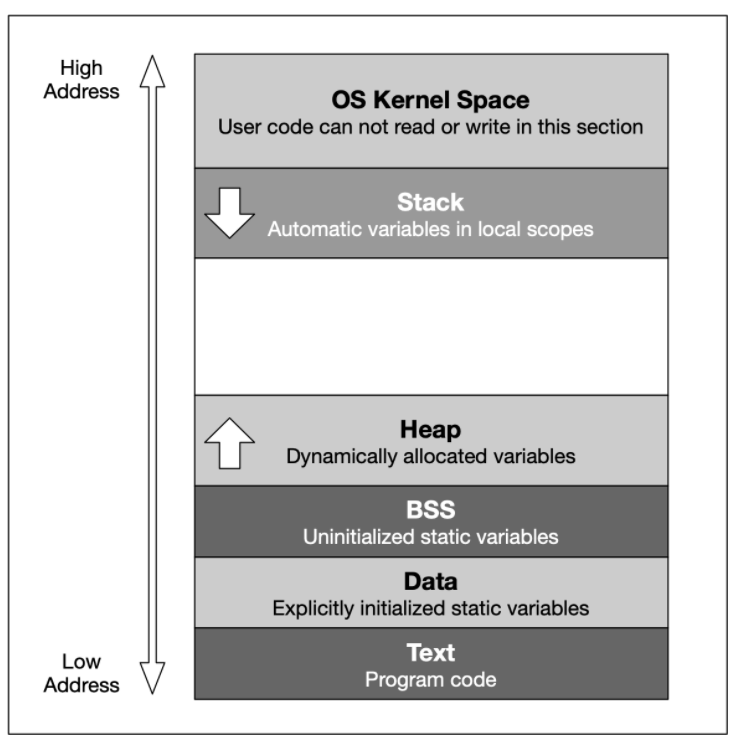 High
Address
OS Kernel Space
User code can not read or write in this section
Stack
Automatic variables in local scopes
Heap
Dynamically allocated variables
BSS
Uninitialized static variables
Data
Explicitly initialized static variables
Low
Address
Text
Program code